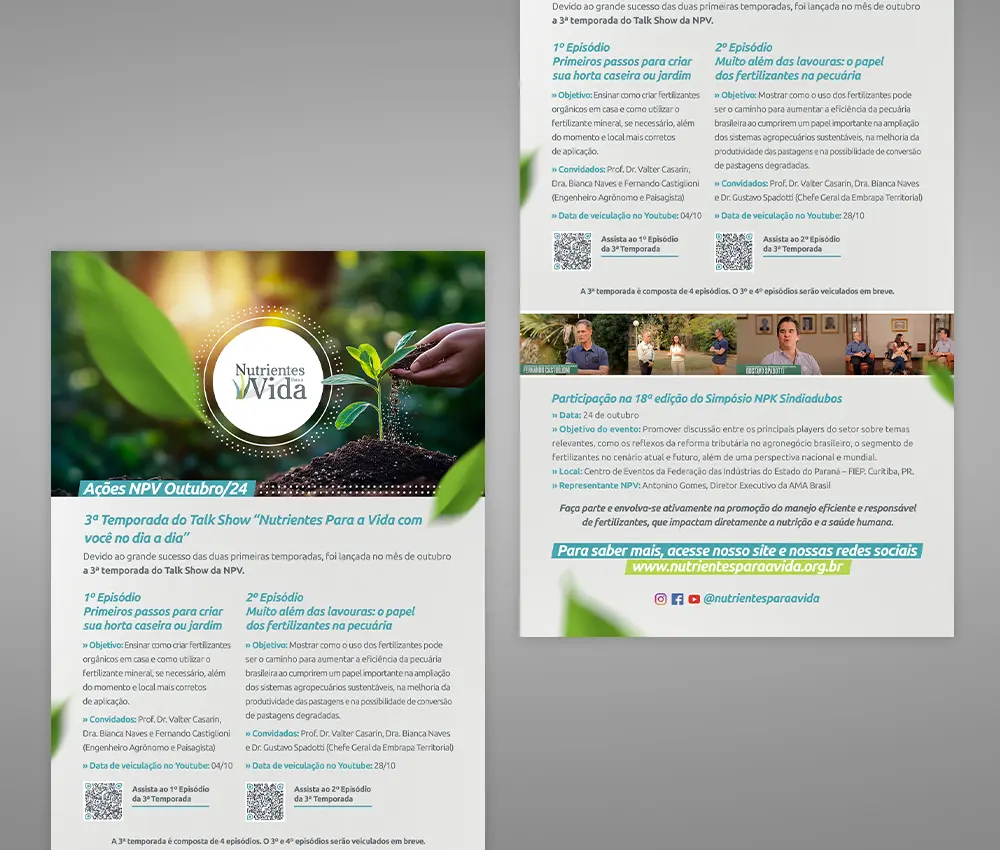 Nutrientes
Para a
Vida
Ações NPV Outubro/24
3ª Temporada do Talk Show “Nutrientes Para a Vida com
você no dia a dia”
Devido ao grande sucesso das duas primeiras temporadas, foi lançada no mês de outubro
a 3ª temporada do Talk Show da NPV.
1º Episódio
Primeiros passos para criar
sua horta caseira ou jardim
» Objetivo: Ensinar como criar fertilizantes
orgânicos em casa e como utilizar o
fertilizante mineral, se necessário, além
do momento e local mais corretos
de aplicação.
» Convidados: Prof. Dr. Valter Casarin,
Dra. Bianca Naves e Fernando Castiglioni
(Engenheiro Agrônomo e Paisagista)
» Data de veiculação no Youtube: 04/10
Assista ao 1º Episódio
da 3ª Temporada
2º Episódio
Muito além das lavouras: o papel
dos fertilizantes na pecuária
» Objetivo: Mostrar como o uso dos fertilizantes pode
ser o caminho para aumentar a eficiência da pecuária
brasileira ao cumprirem um papel importante na ampliação
dos sistemas agropecuários sustentáveis, na melhoria da
produtividade das pastagens e na possibilidade de conversão
de pastagens degradadas.
» Convidados: Prof. Dr. Valter Casarin, Dra. Bianca Naves
e Dr. Gustavo Spadotti (Chefe Geral da Embrapa Territorial)
» Data de veiculação no Youtube: 28/10
Assista ao 2º Episódio
da 3ª Temporada
A 3ª temporada é composta de 4 episódios. O 3º e 4º episódios serão veiculados em breve.
Devido ao grande sucesso das duas primeiras temporadas, foi lançada no mês de outubro
a 3ª temporada do Talk Show da NPV.
1º Episódio
Primeiros passos para criar
sua horta caseira ou jardim
» Objetivo: Ensinar como criar fertilizantes
orgânicos em casa e como utilizar o
fertilizante mineral, se necessário, além
do momento e local mais corretos
de aplicação.
» Convidados: Prof. Dr. Valter Casarin,
Dra. Bianca Naves e Fernando Castiglioni
(Engenheiro Agrônomo e Paisagista)
» Data de veiculação no Youtube: 04/10
Assista ao 1º Episódio
da 3ª Temporada
2º Episódio
Muito além das lavouras: o papel
dos fertilizantes na pecuária
» Objetivo: Mostrar como o uso dos fertilizantes pode
ser o caminho para aumentar a eficiência da pecuária
brasileira ao cumprirem um papel importante na ampliação
dos sistemas agropecuários sustentáveis, na melhoria da
produtividade das pastagens e na possibilidade de conversão
de pastagens degradadas.
» Convidados: Prof. Dr. Valter Casarin, Dra. Bianca Naves
e Dr. Gustavo Spadotti (Chefe Geral da Embrapa Territorial)
» Data de veiculação no Youtube: 28/10
Assista ao 2º Episódio
da 3ª Temporada
A 3ª temporada é composta de 4 episódios. O 3º e 4º episódios serão veiculados em breve.
FERNANDO CASTIGLIONI
GUSTAVO SPADOTTI
Participação na 18ª edição do Simpósio NPK Sindiadubos
» Data: 24 de outubro
» Objetivo do evento: Promover discussão entre os principais players do setor sobre temas
relevantes, como os reflexos da reforma tributária no agronegócio brasileiro, o segmento de
fertilizantes no cenário atual e futuro, além de uma perspectiva nacional e mundial.
» Local: Centro de Eventos da Federação das Indústrias do Estado do Paraná – FIEP. Curitiba, PR.
» Representante NPV: Antonino Gomes, Diretor Executivo da AMA Brasil
Faça parte e envolva-se ativamente na promoção do manejo eficiente e responsável
de fertilizantes, que impactam diretamente a nutrição e a saúde humana.
Para saber mais, acesse nosso site e nossas redes sociais
www.nutrientesparaavida.org.br
@nutrientesparaavida